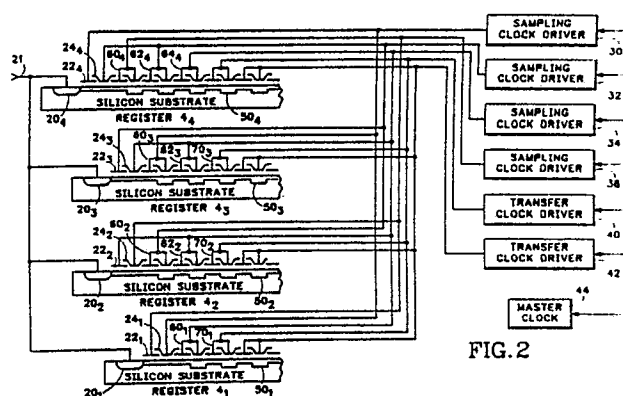 21
24₄
22₄
60₄
62₄
64₄
20₄
SILICON SUBSTRATE
50₄
REGISTER 4₄
24₃
22₃
60₃
62₃
70₃
20₃
SILICON SUBSTRATE
50₃
REGISTER 4₃
24₂
22₂
60₂
62₂
70₂
20₂
SILICON SUBSTRATE
50₂
REGISTER 4₂
24₁
22₁
60₁
70₁
20₁
SILICON SUBSTRATE
50₁
REGISTER 4₁
SAMPLING
CLOCK DRIVER
30
SAMPLING
CLOCK DRIVER
32
SAMPLING
CLOCK DRIVER
34
SAMPLING
CLOCK DRIVER
36
TRANSFER
CLOCK DRIVER
40
TRANSFER
CLOCK DRIVER
42
44
MASTER
CLOCK
FIG.2